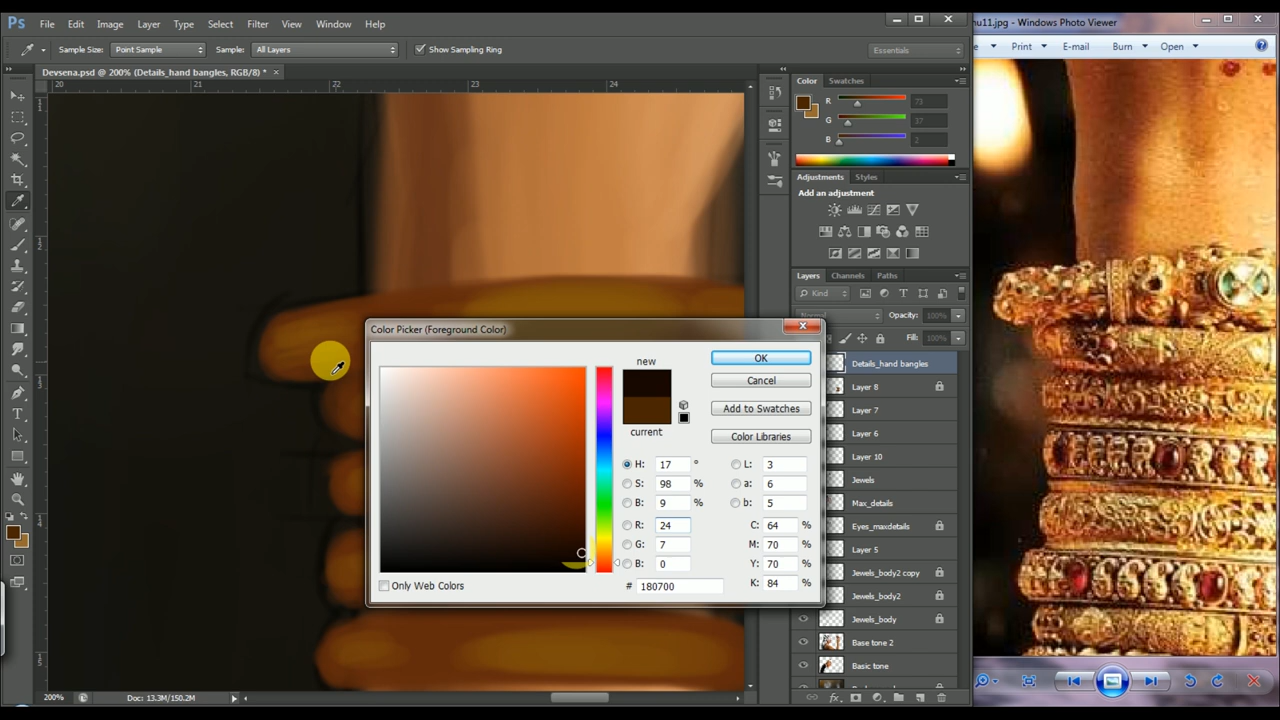 Ps File Edit Image Layer Type Select Filter View Window Help
Sample Size: Point Sample Sample: All Layers Show Sampling Ring Essentials
Devsena.psd @ 200% (Details_hand bangles, RGB/8) * ×
20 21 22 23 24
Color Swatches
R 73
G 37
B 2
Adjustments Styles
Add an adjustment
Layers Channels Paths
Kind
Normal Opacity: 100%
Fill: 100%
Details_hand bangles
Layer 8
Layer 7
Layer 6
Layer 10
Jewels
Max_details
Eyes_maxdetails
Layer 5
Jewels_body2 copy
Jewels_body2
Jewels_body
Base tone 2
Basic tone
Color Picker (Foreground Color)
new
current
OK
Cancel
Add to Swatches
Color Libraries
H: 17 ° L: 3
S: 98 % a: 6
B: 9 % b: 5
R: 24 C: 64 %
G: 7 M: 70 %
B: 0 Y: 70 %
# 180700 K: 84 %
Only Web Colors
200% Doc: 13.3M/150.2M
nu11.jpg - Windows Photo Viewer
Print E-mail Burn Open